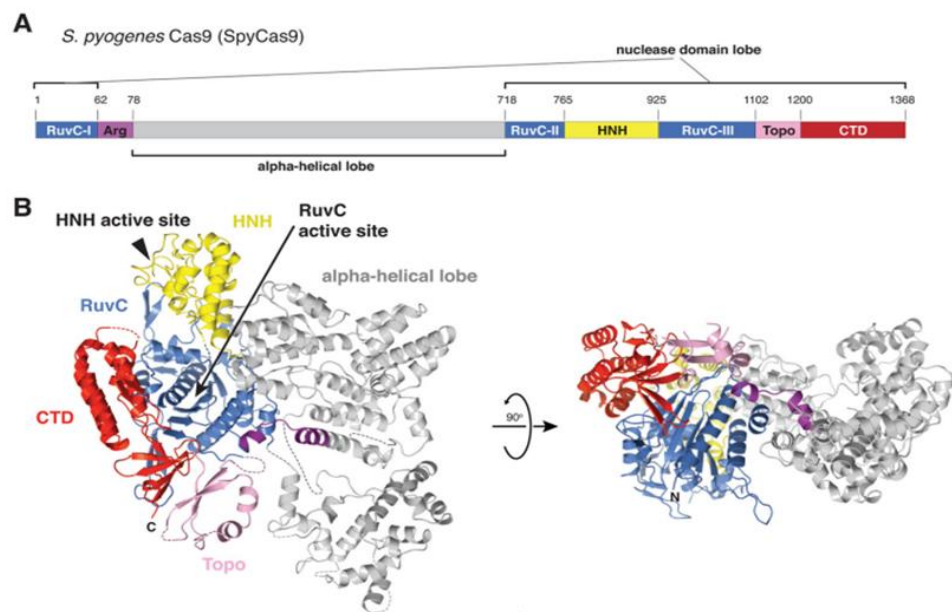 A
S. pyogenes Cas9 (SpyCas9)
nuclease domain lobe
1 62 78 718 765 925 1102 1200 1368
RuvC-I Arg RuvC-II HNH RuvC-III Topo CTD
alpha-helical lobe
B
HNH active site
HNH
RuvC
active site
alpha-helical lobe
RuvC
CTD
90°
N
C
Topo